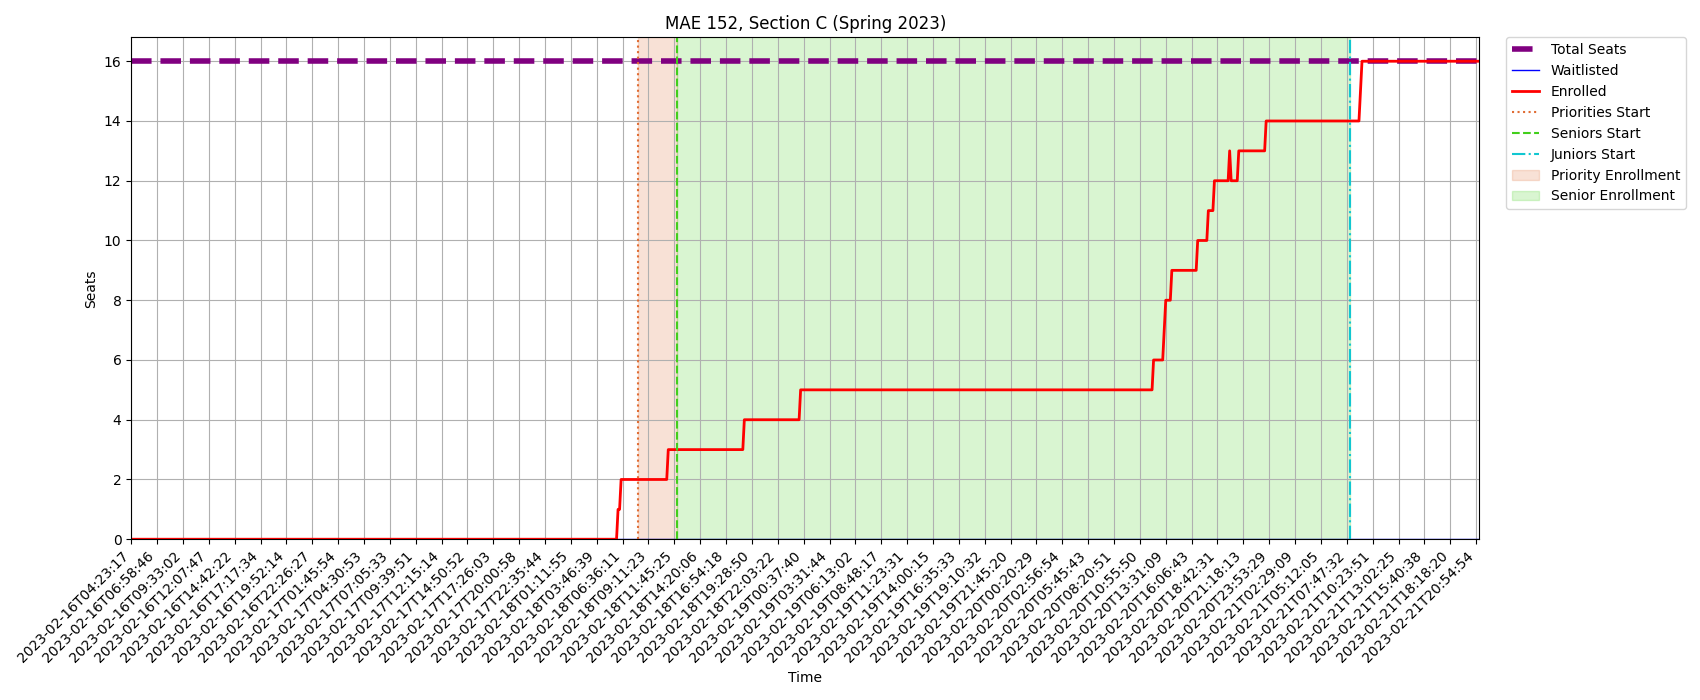 MAE 152, Section C (Spring 2023)
Seats
16
14
12
10
8
6
4
2
0
2023-02-16T04:23:17
2023-02-16T06:58:46
2023-02-16T09:33:02
2023-02-16T12:07:47
2023-02-16T14:42:22
2023-02-16T17:17:34
2023-02-16T19:52:14
2023-02-16T22:26:27
2023-02-17T01:45:54
2023-02-17T04:30:53
2023-02-17T07:05:33
2023-02-17T09:39:51
2023-02-17T12:15:14
2023-02-17T14:50:52
2023-02-17T17:26:03
2023-02-17T20:00:58
2023-02-17T22:35:44
2023-02-18T01:11:55
2023-02-18T03:46:39
2023-02-18T06:36:11
2023-02-18T09:11:23
2023-02-18T11:45:25
2023-02-18T14:20:06
2023-02-18T16:54:18
2023-02-18T19:28:50
2023-02-18T22:03:22
2023-02-19T00:37:40
2023-02-19T03:31:44
2023-02-19T06:13:02
2023-02-19T08:48:17
2023-02-19T11:23:31
2023-02-19T14:00:15
2023-02-19T16:35:33
2023-02-19T19:10:32
2023-02-19T21:45:20
2023-02-20T00:20:29
2023-02-20T02:56:54
2023-02-20T05:45:43
2023-02-20T08:20:51
2023-02-20T10:55:50
2023-02-20T13:31:09
2023-02-20T16:06:43
2023-02-20T18:42:31
2023-02-20T21:18:13
2023-02-20T23:53:29
2023-02-21T02:29:09
2023-02-21T05:12:05
2023-02-21T07:47:32
2023-02-21T10:23:51
2023-02-21T13:02:25
2023-02-21T15:40:38
2023-02-21T18:18:20
2023-02-21T20:54:54
Time
Total Seats
Waitlisted
Enrolled
Priorities Start
Seniors Start
Juniors Start
Priority Enrollment
Senior Enrollment